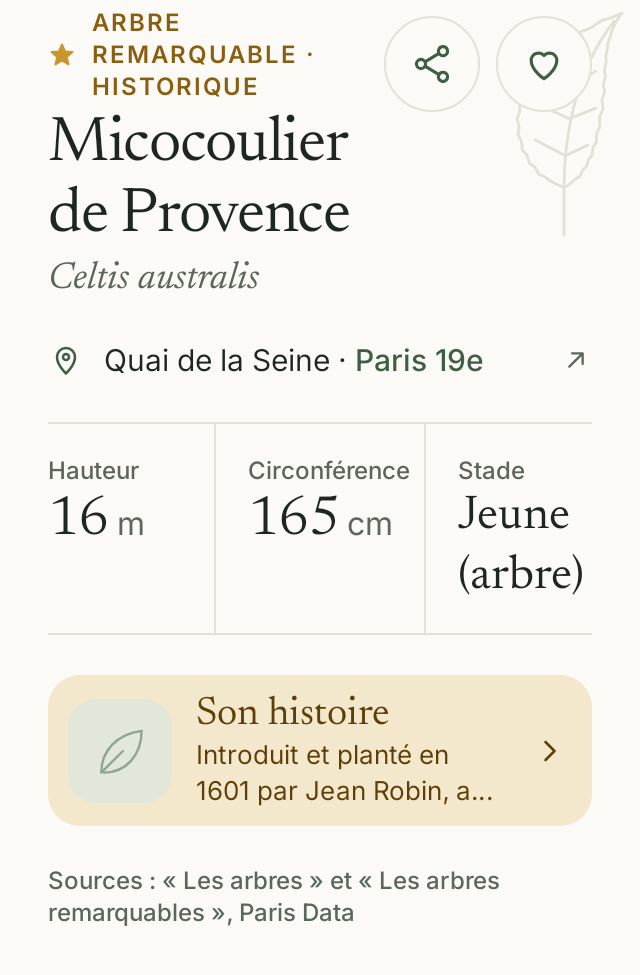 ARBRE
REMARQUABLE ·
HISTORIQUE
Micocoulier
de Provence
Celtis australis
Quai de la Seine · Paris 19e
Hauteur
16 m
Circonférence
165 cm
Stade
Jeune
(arbre)
Son histoire
Introduit et planté en
1601 par Jean Robin, a...
Sources : « Les arbres » et « Les arbres
remarquables », Paris Data